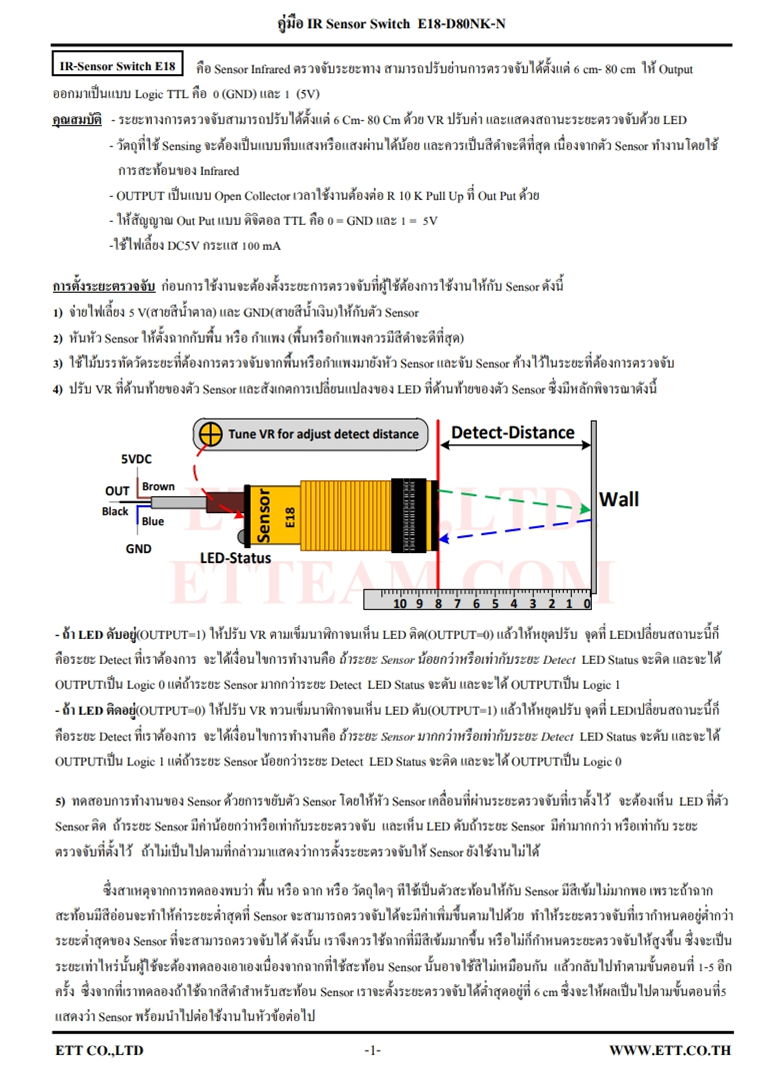 คู่มือ IR Sensor Switch E18-D80NK-N
IR-Sensor Switch E18 คือ Sensor Infrared ตรวจจับระยะทาง สามารถปรับย่านการตรวจจับได้ตั้งแต่ 6 cm- 80 cm ให้ Output
ออกมาเป็นแบบ Logic TTL คือ 0 (GND) และ 1 (5V)
คุณสมบัติ - ระยะทางการตรวจจับสามารถปรับได้ตั้งแต่ 6 Cm- 80 Cm ด้วย VR ปรับค่า และแสดงสถานะระยะตรวจจับด้วย LED
- วัตถุที่ใช้ Sensing จะต้องเป็นแบบทึบแสงหรือแสงผ่านได้น้อย และควรเป็นสีดำจะดีที่สุด เนื่องจากตัว Sensor ทำงานโดยใช้
การสะท้อนของ Infrared
- OUTPUT เป็นแบบ Open Collector เวลาใช้งานต้องต่อ R 10 K Pull Up ที่ Out Put ด้วย
- ให้สัญญาณ Out Put แบบ ดิจิตอล TTL คือ 0 = GND และ 1 = 5V
-ใช้ไฟเลี้ยง DC5V กระแส 100 mA
การตั้งระยะตรวจจับ ก่อนการใช้งานจะต้องตั้งระยะการตรวจจับที่ผู้ใช้ต้องการใช้งานให้กับ Sensor ดังนี้
1) จ่ายไฟเลี้ยง 5 V(สายสีน้ำตาล) และ GND(สายสีน้ำเงิน)ให้กับตัว Sensor
2) หันหัว Sensor ให้ตั้งฉากกับพื้น หรือ กำแพง (พื้นหรือกำแพงควรมีสีดำจะดีที่สุด)
3) ใช้ไม้บรรทัดวัดระยะที่ต้องการตรวจจับจากพื้นหรือกำแพงมายังหัว Sensor และจับ Sensor ค้างไว้ในระยะที่ต้องการตรวจจับ
4) ปรับ VR ที่ด้านท้ายของตัว Sensor และสังเกตการเปลี่ยนแปลงของ LED ที่ด้านท้ายของตัว Sensor ซึ่งมีหลักพิจารณาดังนี้
Tune VR for adjust detect distance
Detect-Distance
5VDC
OUT Brown
Black
Blue
GND
Sensor
E18
LED-Status
Wall
ETT CO.,LTD
ETTEAM.COM
10 9 8 7 6 5 4 3 2 1 0
- ถ้า LED ดับอยู่(OUTPUT=1) ให้ปรับ VR ตามเข็มนาฬิกาจนเห็น LED ติด(OUTPUT=0) แล้วให้หยุดปรับ จุดที่ LEDเปลี่ยนสถานะนี้ก็
คือระยะ Detect ที่เราต้องการ จะได้เงื่อนไขการทำงานคือ ถ้าระยะ Sensor น้อยกว่าหรือเท่ากับระยะ Detect LED Status จะติด และจะได้
OUTPUTเป็น Logic 0 แต่ถ้าระยะ Sensor มากกว่าระยะ Detect LED Status จะดับ และจะได้ OUTPUTเป็น Logic 1
- ถ้า LED ติดอยู่(OUTPUT=0) ให้ปรับ VR ทวนเข็มนาฬิกาจนเห็น LED ดับ(OUTPUT=1) แล้วให้หยุดปรับ จุดที่ LEDเปลี่ยนสถานะนี้ก็
คือระยะ Detect ที่เราต้องการ จะได้เงื่อนไขการทำงานคือ ถ้าระยะ Sensor มากกว่าหรือเท่ากับระยะ Detect LED Status จะดับ และจะได้
OUTPUTเป็น Logic 1 แต่ถ้าระยะ Sensor น้อยกว่าระยะ Detect LED Status จะติด และจะได้ OUTPUTเป็น Logic 0
5) ทดสอบการทำงานของ Sensor ด้วยการขยับตัว Sensor โดยให้หัว Sensor เคลื่อนที่ผ่านระยะตรวจจับที่เราตั้งไว้ จะต้องเห็น LED ที่ตัว
Sensor ติด ถ้าระยะ Sensor มีค่าน้อยกว่าหรือเท่ากับระยะตรวจจับ และเห็น LED ดับถ้าระยะ Sensor มีค่ามากกว่า หรือเท่ากับ ระยะ
ตรวจจับที่ตั้งไว้ ถ้าไม่เป็นไปตามที่กล่าวมาแสดงว่าการตั้งระยะตรวจจับให้ Sensor ยังใช้งานไม่ได้
ซึ่งสาเหตุจากการทดลองพบว่า พื้น หรือ ฉาก หรือ วัตถุใดๆ ทีใช้เป็นตัวสะท้อนให้กับ Sensor มีสีเข้มไม่มากพอ เพราะถ้าฉาก
สะท้อนมีสีอ่อนจะทำให้ค่าระยะต่ำสุดที่ Sensor จะสามารถตรวจจับได้จะมีค่าเพิ่มขึ้นตามไปด้วย ทำให้ระยะตรวจจับที่เรากำหนดอยู่ต่ำกว่า
ระยะต่ำสุดของ Sensor ที่จะสามารถตรวจจับได้ ดังนั้น เราจึงควรใช้ฉากที่มีสีเข้มมากขึ้น หรือไม่ก็กำหนดระยะตรวจจับให้สูงขึ้น ซึ่งจะเป็น
ระยะเท่าไหร่นั้นผู้ใช้จะต้องทดลองเอาเองเนื่องจากฉากที่ใช้สะท้อน Sensor นั้นอาจใช้สีไม่เหมือนกัน แล้วกลับไปทำตามขั้นตอนที่ 1-5 อีก
ครั้ง ซึ่งจากที่เราทดลองถ้าใช้ฉากสีดำสำหรับสะท้อน Sensor เราจะตั้งระยะตรวจจับได้ต่ำสุดอยู่ที่ 6 cm ซึ่งจะให้ผลเป็นไปตามขั้นตอนที่5
แสดงว่า Sensor พร้อมนำไปต่อใช้งานในหัวข้อต่อไป
ETT CO.,LTD -1- WWW.ETT.CO.TH